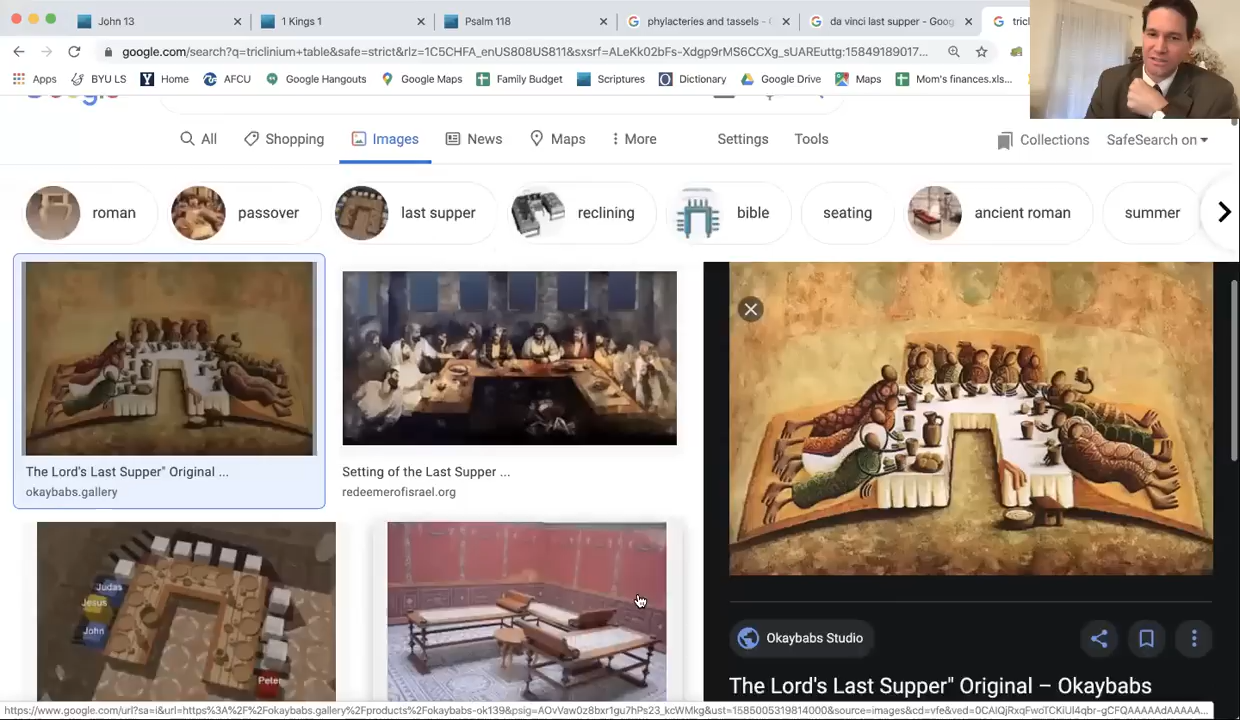 John 13
1 Kings 1
Psalm 118
phylacteries and tassels - G
da vinci last supper - Goog
tricl
google.com/search?q=triclinium+table&safe=strict&rlz=1C5CHFA_enUS808US811&sxsrf=ALeKk02bFs-Xdgp9rMS6CCXg_sUAREuttg:15849189017...
Apps
BYU LS
Home
AFCU
Google Hangouts
Google Maps
Family Budget
Scriptures
Dictionary
Google Drive
Maps
Mom's finances.xls...
All
Shopping
Images
News
Maps
More
Settings
Tools
Collections
SafeSearch on
roman
passover
last supper
reclining
bible
seating
ancient roman
summer
The Lord's Last Supper" Original ...
okaybabs.gallery
Setting of the Last Supper ...
redeemerofisrael.org
Judas
Jesus
John
Peter
Okaybabs Studio
The Lord's Last Supper" Original – Okaybabs